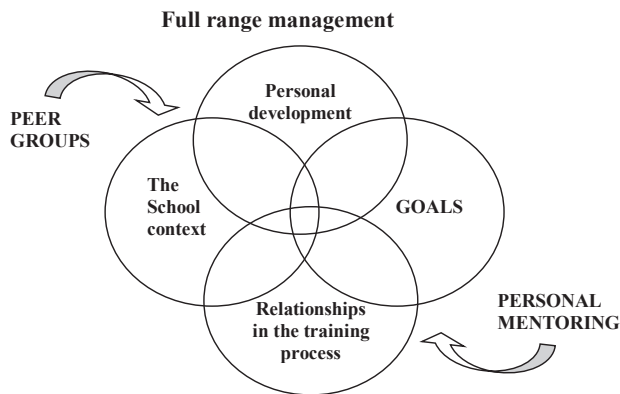 Full range management
Personal
development
PEER
GROUPS
The
School
context
GOALS
Relationships
in the training
process
PERSONAL
MENTORING